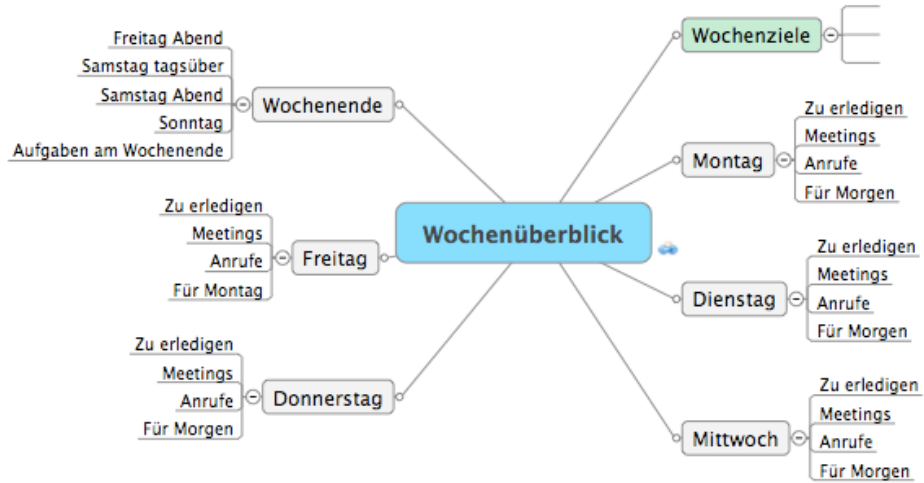 Wochenüberblick
Wochenziele
Montag
Zu erledigen
Meetings
Anrufe
Für Morgen
Dienstag
Zu erledigen
Meetings
Anrufe
Für Morgen
Mittwoch
Zu erledigen
Meetings
Anrufe
Für Morgen
Donnerstag
Zu erledigen
Meetings
Anrufe
Für Morgen
Freitag
Zu erledigen
Meetings
Anrufe
Für Montag
Wochenende
Freitag Abend
Samstag tagsüber
Samstag Abend
Sonntag
Aufgaben am Wochenende